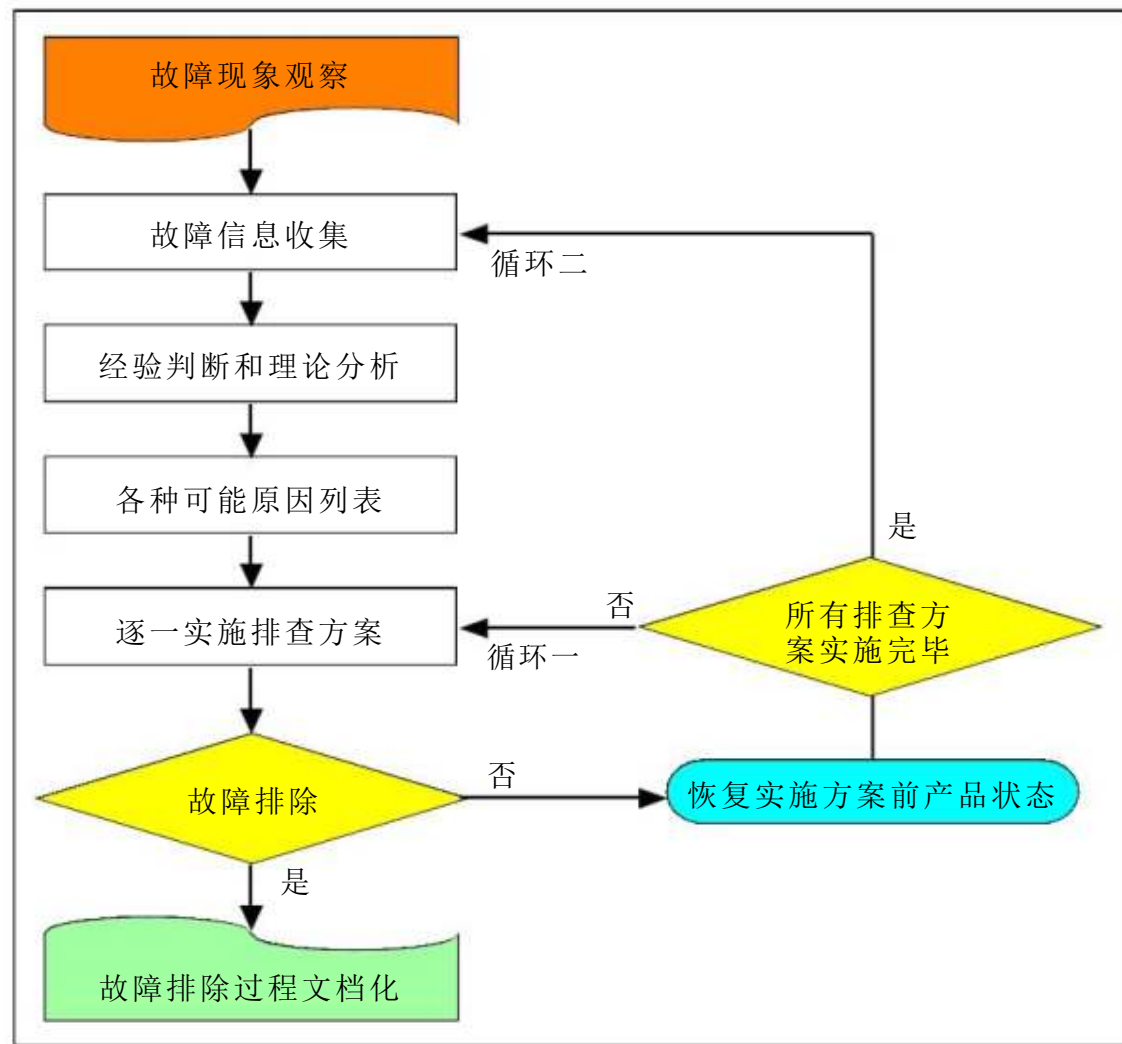 故障现象观察
故障信息收集
循环二
经验判断和理论分析
各种可能原因列表
是
逐一实施排查方案
否
循环一
所有排查方
案实施完毕
故障排除
否
恢复实施方案前产品状态
是
故障排除过程文档化